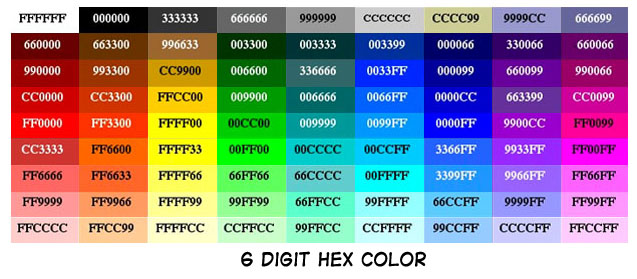 FFFFFF 000000 333333 666666 999999 CCCCCC CCCC99 9999CC 666699
660000 663300 996633 003300 003333 003399 000066 330066 660066
990000 993300 CC9900 006600 336666 0033FF 000099 660099 990066
CC0000 CC3300 FFCC00 009900 006666 0066FF 0000CC 663399 CC0099
FF0000 FF3300 FFFF00 00CC00 009999 0099FF 0000FF 9900CC FF0099
CC3333 FF6600 FFFF33 00FF00 00CCCC 00CCFF 3366FF 9933FF FF00FF
FF6666 FF6633 FFFF66 66FF66 66CCCC 00FFFF 3399FF 9966FF FF66FF
FF9999 FF9966 FFFF99 99FF99 66FFCC 99FFFF 66CCFF 9999FF FF99FF
FFCCCC FFCC99 FFFFCC CCFFCC 99FFCC CCFFFF 99CCFF CCCCFF FFCCFF
6 DIGIT HEX COLOR